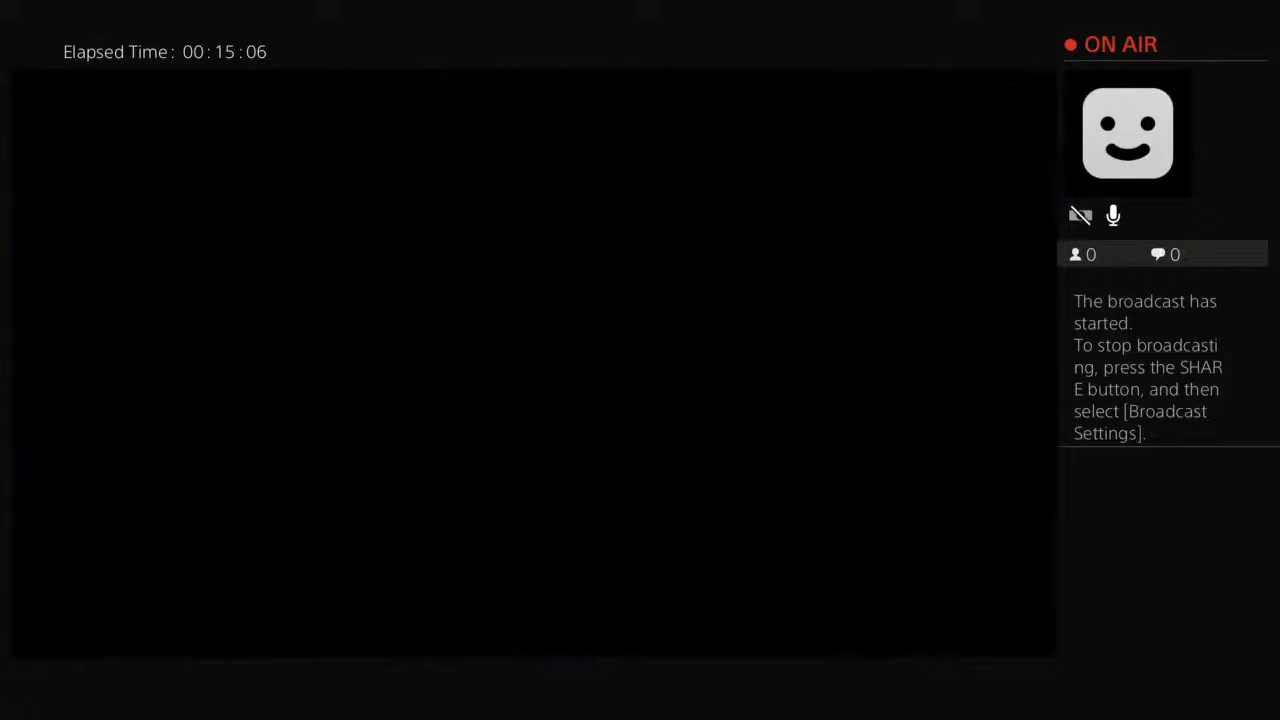 Elapsed Time: 00:15:06
ON AIR
0 0
The broadcast has
started.
To stop broadcasti
ng, press the SHAR
E button, and then
select [Broadcast
Settings].